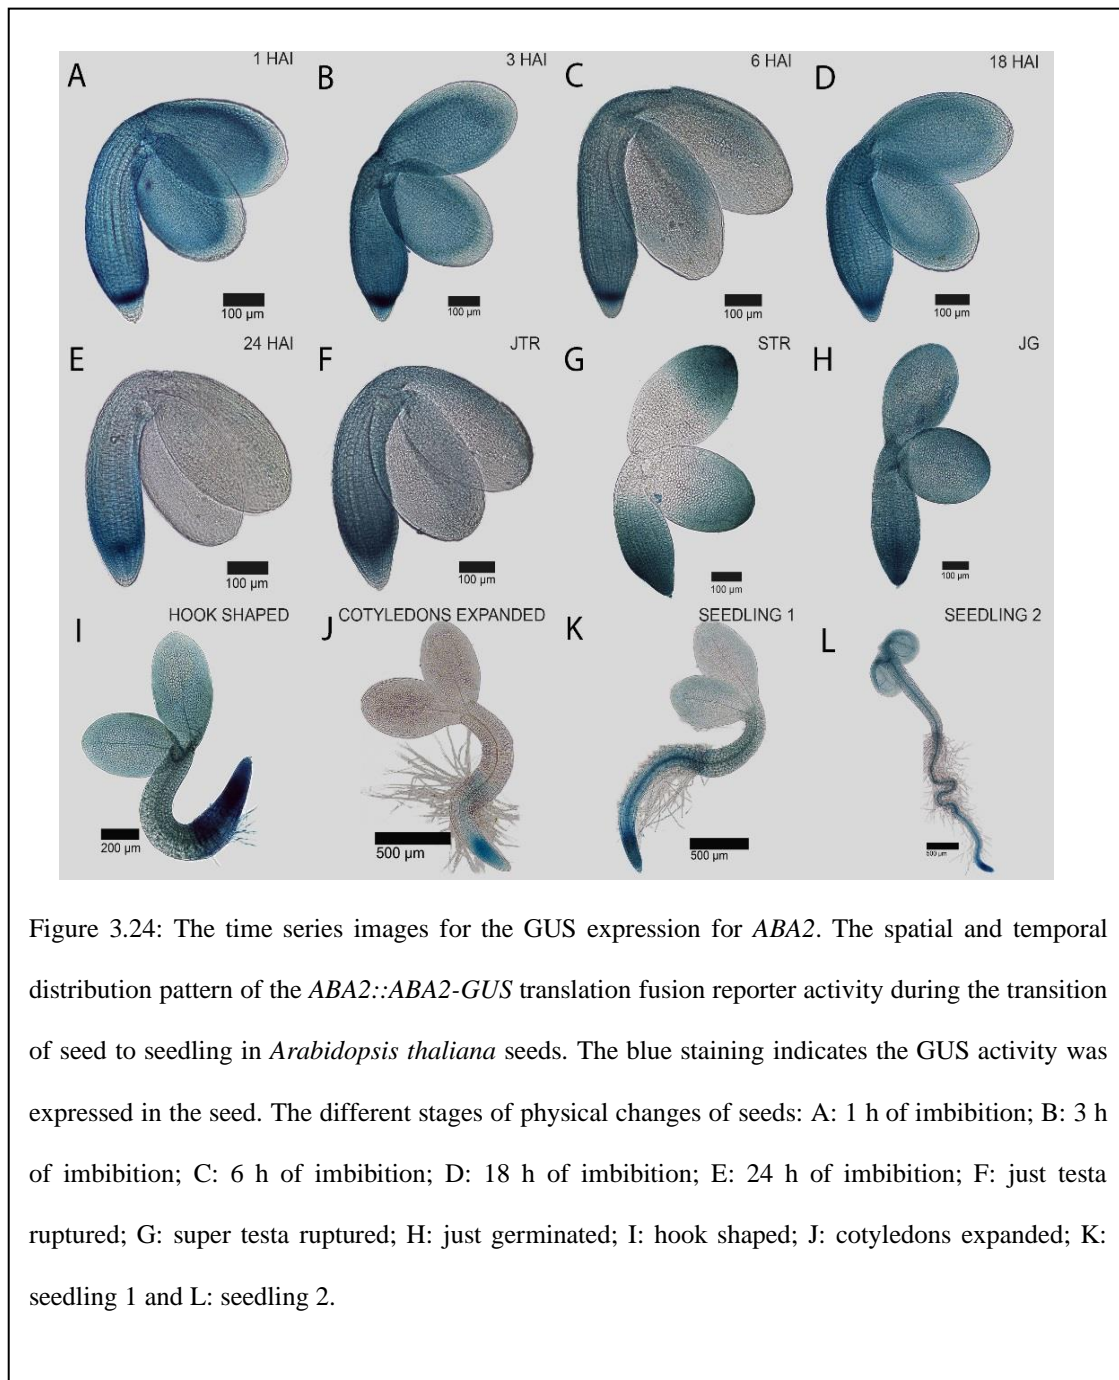 1 HAI
3 HAI
6 HAI
18 HAI
A
B
C
D
100 µm
100 µm
100 µm
100 µm
24 HAI
JTR
STR
JG
E
F
G
H
100 µm
100 µm
100 µm
100 µm
HOOK SHAPED
COTYLEDONS EXPANDED
SEEDLING 1
SEEDLING 2
I
J
K
L
200 µm
500 µm
500 µm
500 µm
Figure 3.24: The time series images for the GUS expression for ABA2. The spatial and temporal
distribution pattern of the ABA2::ABA2-GUS translation fusion reporter activity during the transition
of seed to seedling in Arabidopsis thaliana seeds. The blue staining indicates the GUS activity was
expressed in the seed. The different stages of physical changes of seeds: A: 1 h of imbibition; B: 3 h
of imbibition; C: 6 h of imbibition; D: 18 h of imbibition; E: 24 h of imbibition; F: just testa
ruptured; G: super testa ruptured; H: just germinated; I: hook shaped; J: cotyledons expanded; K:
seedling 1 and L: seedling 2.